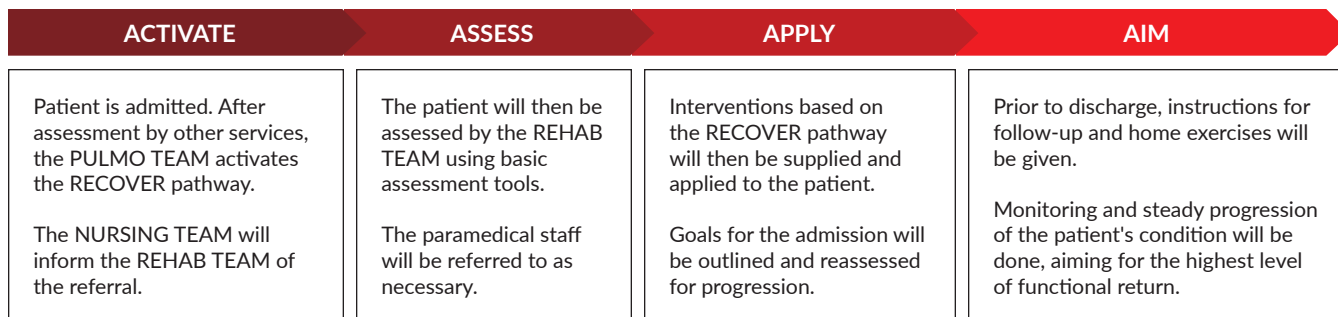 ACTIVATE
Patient is admitted. After
assessment by other services,
the PULMO TEAM activates
the RECOVER pathway.
The NURSING TEAM will
inform the REHAB TEAM of
the referral.
ASSESS
The patient will then be
assessed by the REHAB
TEAM using basic
assessment tools.
The paramedical staff
will be referred to as
necessary.
APPLY
Interventions based on
the RECOVER pathway
will then be supplied and
applied to the patient.
Goals for the admission will
be outlined and reassessed
for progression.
AIM
Prior to discharge, instructions for
follow-up and home exercises will
be given.
Monitoring and steady progression
of the patient's condition will be
done, aiming for the highest level
of functional return.